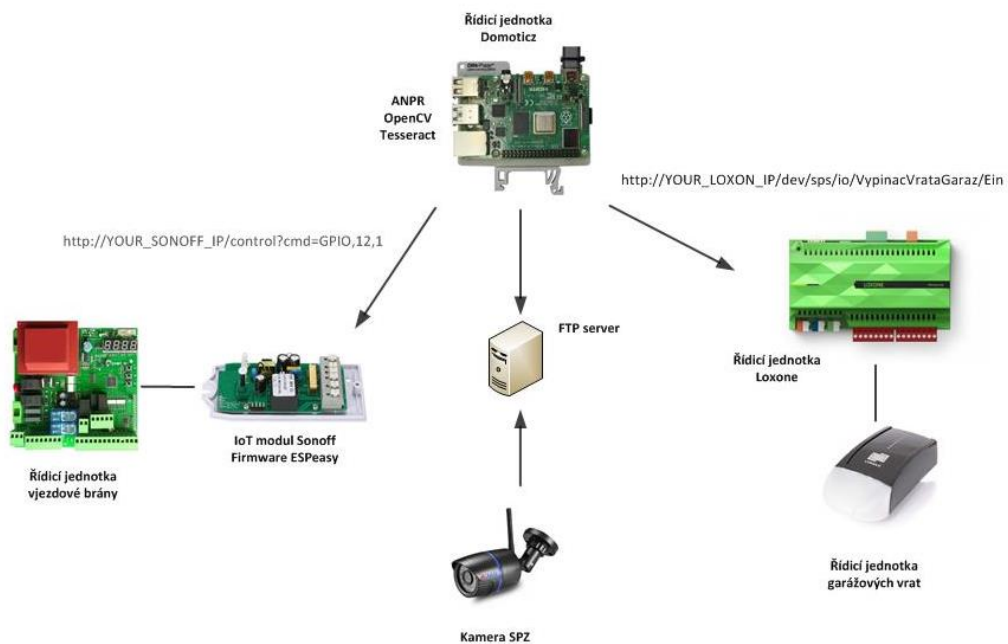 Řídicí jednotka
Domoticz
ANPR
OpenCV
Tesseract
http://YOUR_LOXON_IP/dev/sps/io/VypinacVrataGaraz/Ein
http://YOUR_SONOFF_IP/control?cmd=GPIO,12,1
LOXONE
FTP server
Řídicí jednotka
Loxone
IoT modul Sonoff
Firmware ESPeasy
Řídicí jednotka
vjezdové brány
Řídicí jednotka
garážových vrat
Kamera SPZ